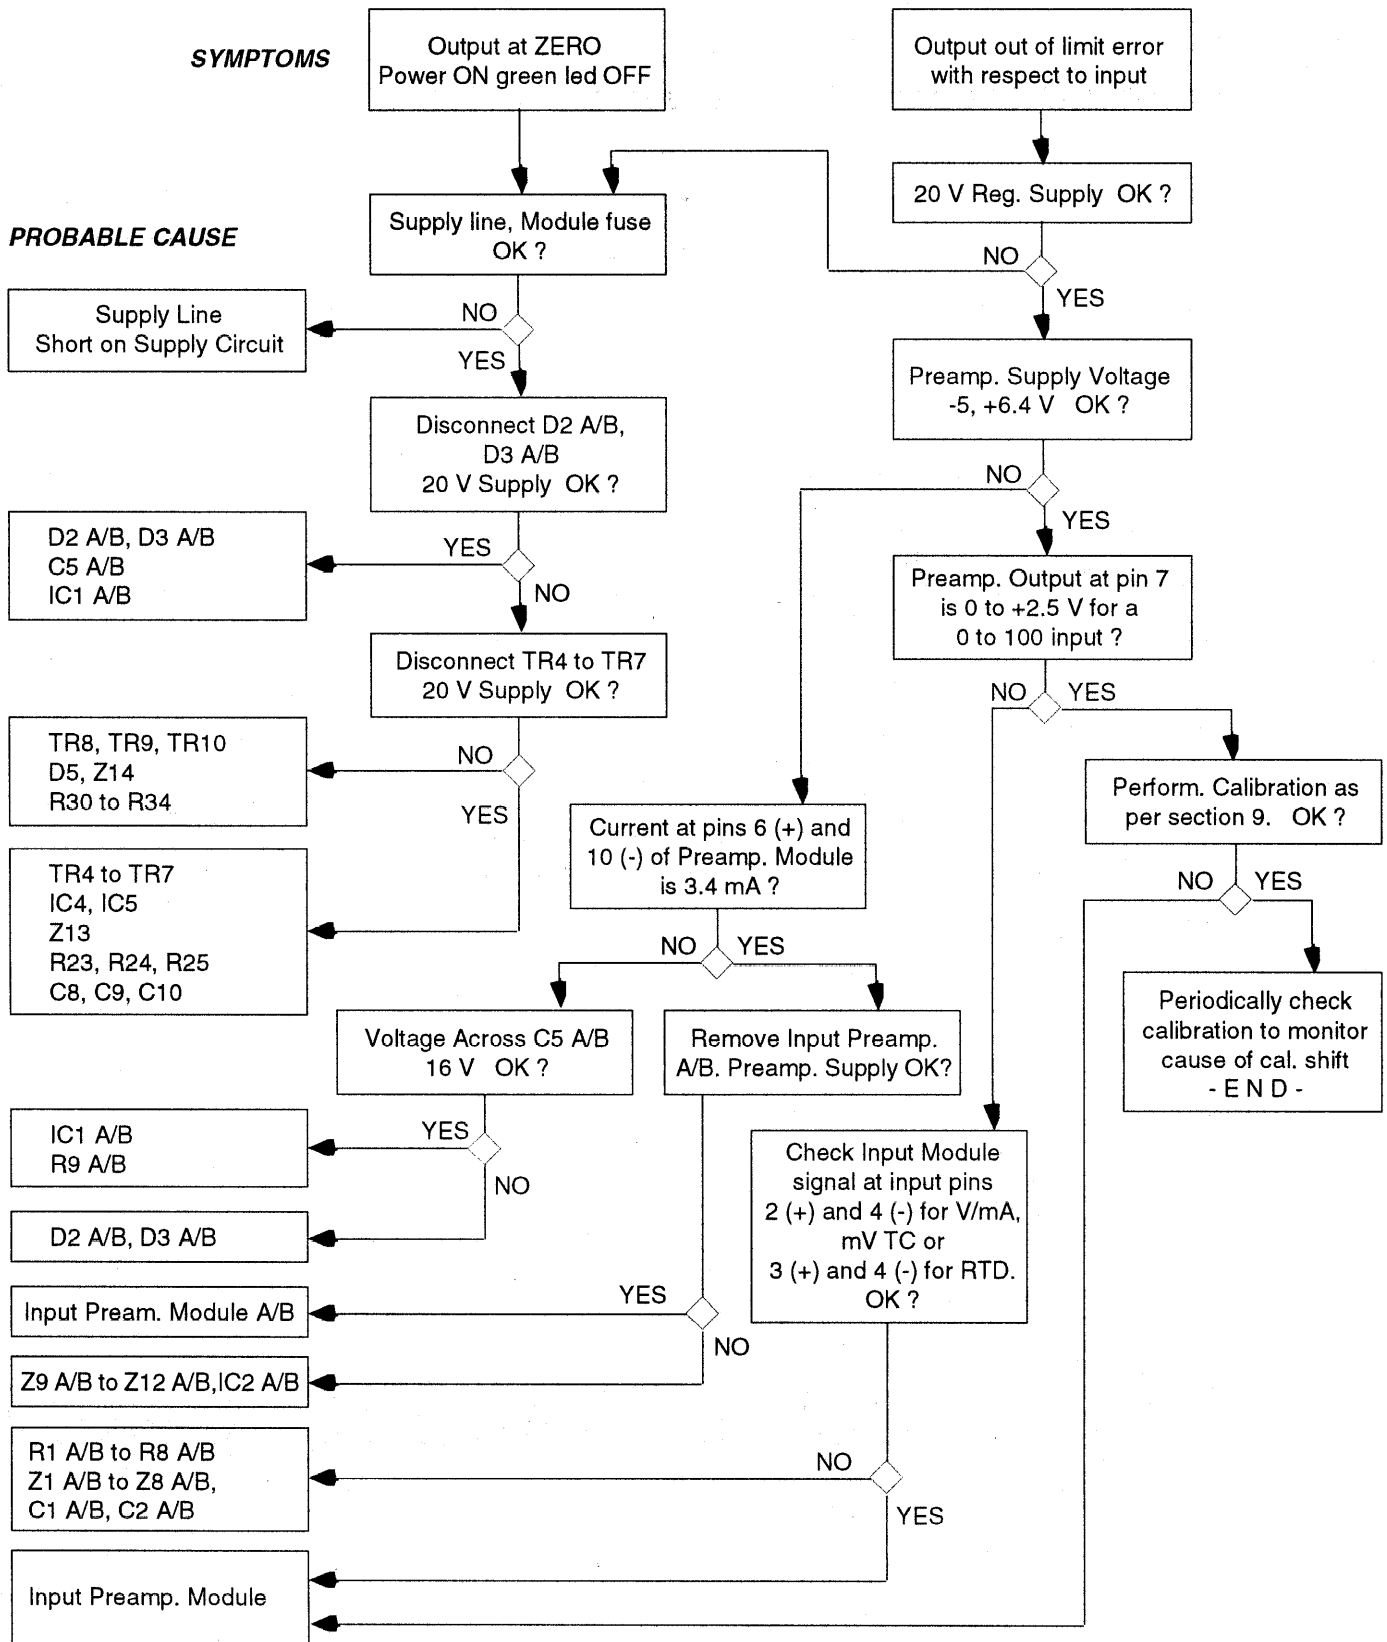 SYMPTOMS
Output at ZERO
Power ON green led OFF
Output out of limit error
with respect to input
20 V Reg. Supply OK ?
NO
YES
PROBABLE CAUSE
Supply line, Module fuse
OK ?
NO
YES
Supply Line
Short on Supply Circuit
Preamp. Supply Voltage
-5, +6.4 V OK ?
NO
YES
Disconnect D2 A/B,
D3 A/B
20 V Supply OK ?
YES
NO
D2 A/B, D3 A/B
C5 A/B
IC1 A/B
Preamp. Output at pin 7
is 0 to +2.5 V for a
0 to 100 input ?
NO
YES
Disconnect TR4 to TR7
20 V Supply OK ?
NO
YES
TR8, TR9, TR10
D5, Z14
R30 to R34
TR4 to TR7
IC4, IC5
Z13
R23, R24, R25
C8, C9, C10
Perform. Calibration as
per section 9. OK ?
NO
YES
Current at pins 6 (+) and
10 (-) of Preamp. Module
is 3.4 mA ?
NO
YES
Periodically check
calibration to monitor
cause of cal. shift
- E N D -
Voltage Across C5 A/B
16 V OK ?
YES
NO
Remove Input Preamp.
A/B. Preamp. Supply OK?
YES
NO
IC1 A/B
R9 A/B
D2 A/B, D3 A/B
Check Input Module
signal at input pins
2 (+) and 4 (-) for V/mA,
mV TC or
3 (+) and 4 (-) for RTD.
OK ?
NO
YES
Input Pream. Module A/B
Z9 A/B to Z12 A/B,IC2 A/B
R1 A/B to R8 A/B
Z1 A/B to Z8 A/B,
C1 A/B, C2 A/B
Input Preamp. Module